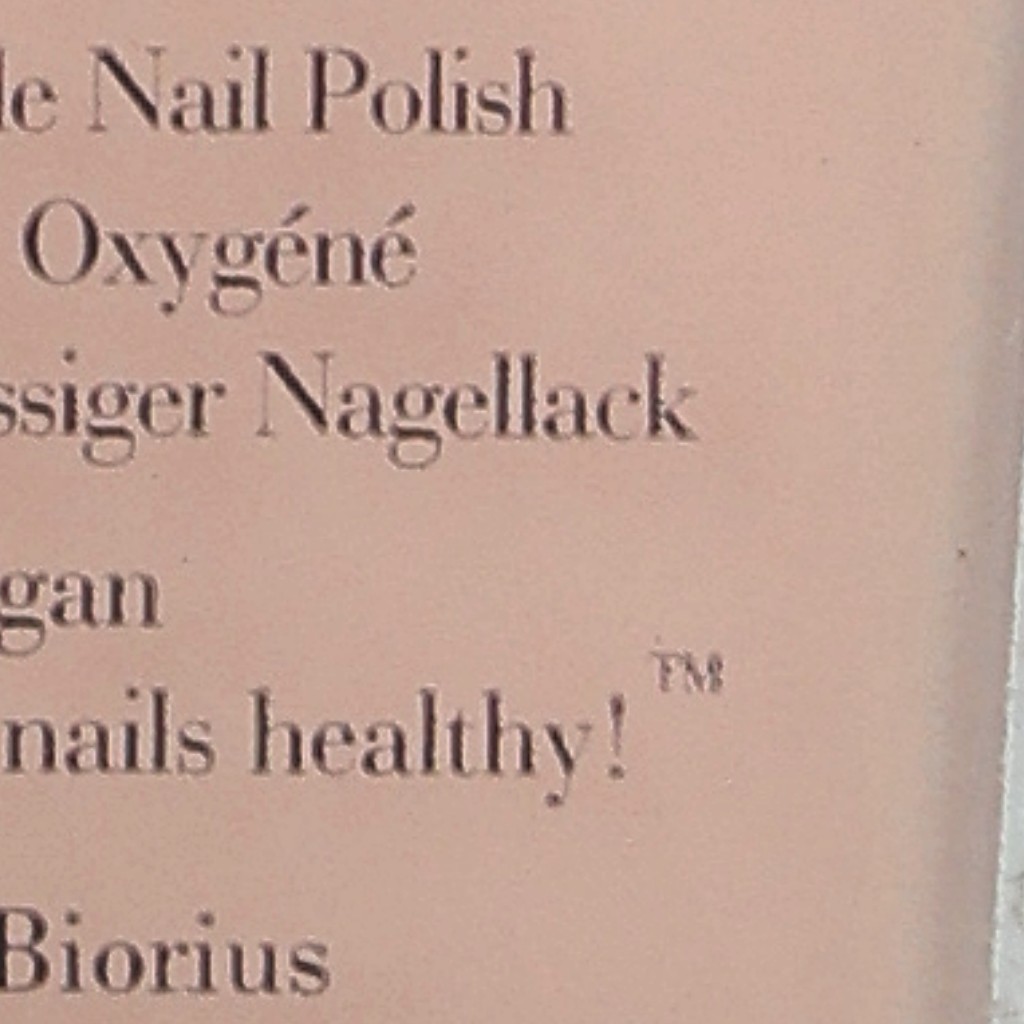 le Nail Polish
Oxygéné
ssiger Nagellack
gan
nails healthy!™
Biorius